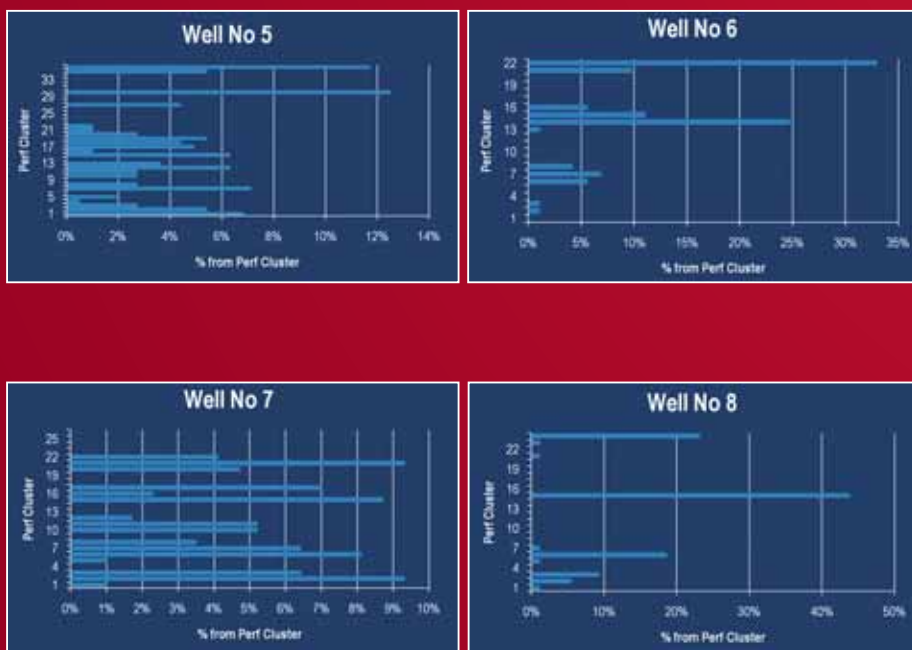 Well No 5
Perf Cluster
33
29
25
21
17
13
9
5
1
0% 2% 4% 6% 8% 10% 12% 14%
% from Perf Cluster
Well No 6
Perf Cluster
22
19
16
13
10
7
4
1
0% 5% 10% 15% 20% 25% 30% 35%
% from Perf Cluster
Well No 7
Perf Cluster
25
22
19
16
13
10
7
4
1
0% 1% 2% 3% 4% 5% 6% 7% 8% 9% 10%
% from Perf Cluster
Well No 8
Perf Cluster
22
19
16
13
10
7
4
1
0% 10% 20% 30% 40% 50%
% from Perf Cluster